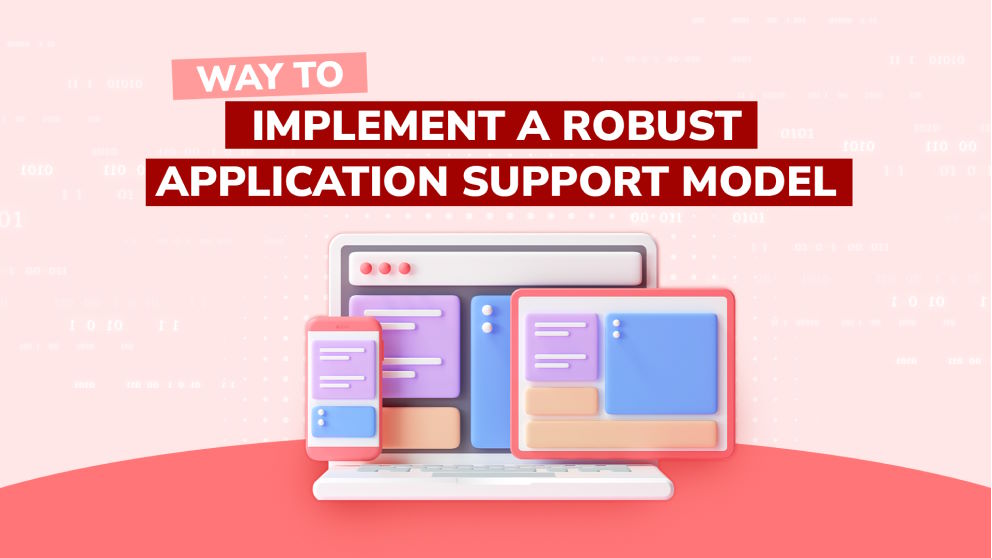 WAY TO
IMPLEMENT A ROBUST
APPLICATION SUPPORT MODEL